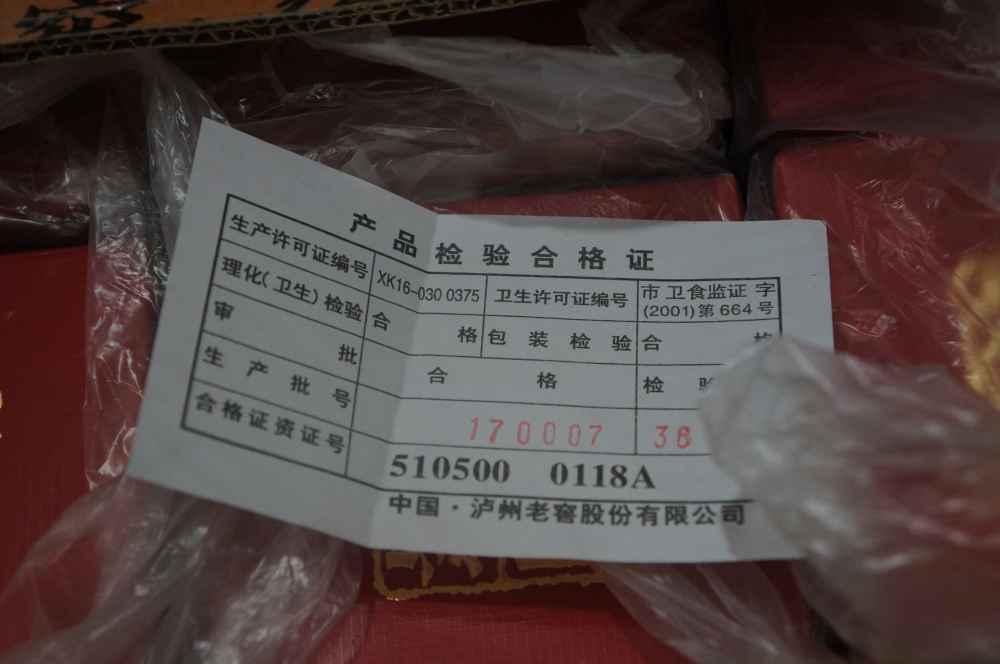 产品检验合格证
生产许可证编号 XK16-030 0375 卫生许可证编号 市卫食监证字(2001)第664号
理化(卫生)检验 合格 包装检验 合格
审批 合格 检验
生产批号 170007 38
合格证资证号 510500 0118A
中国·泸州老窖股份有限公司